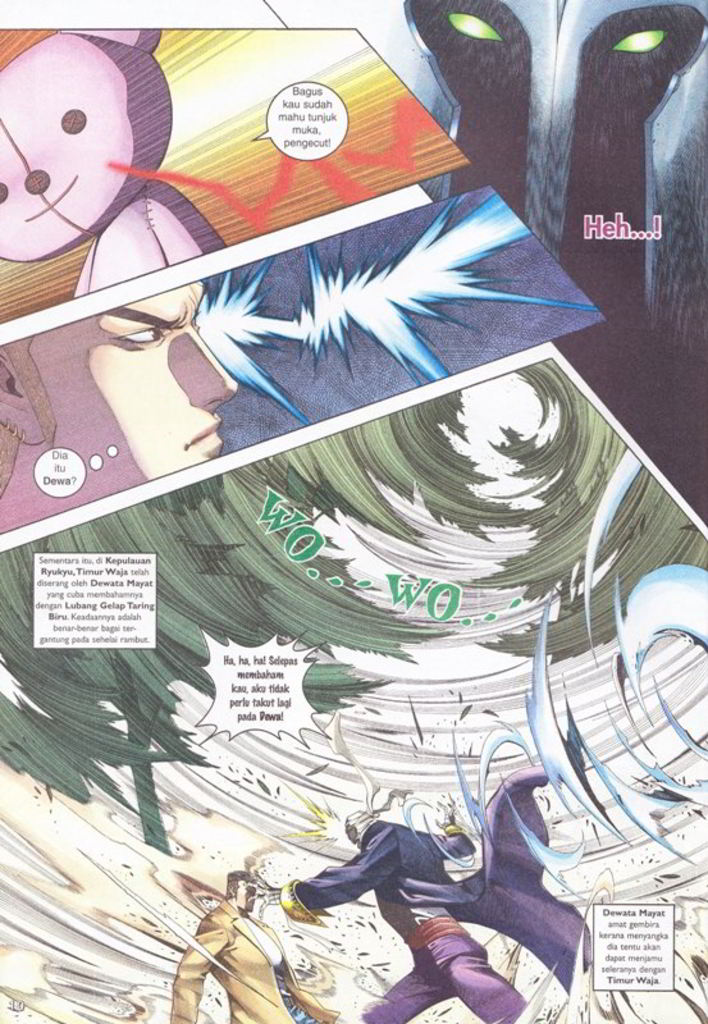 Bagus
kau sudah
mahu tunjuk
muka,
pengecut!
Heh...!
Dia
itu
Dewa?
WO...
WO...
Sementara itu, di Kepulauan
Ryukyu, Timur Waja telah
diserang oleh Dewata Mayat
yang cuba membahamnya
dengan Lubang Gelap Taring
Biru. Keadaannya adalah
benar-benar bagai ter-
gantung pada sehelai rambut.
Ha, ha, ha! Selepas
membaham
kau, aku tidak
perlu takut lagi
pada Dewa!
Dewata Mayat
amat gembira
kerana menyangka
dia tentu akan
dapat menjamu
seleranya dengan
Timur Waja.
10